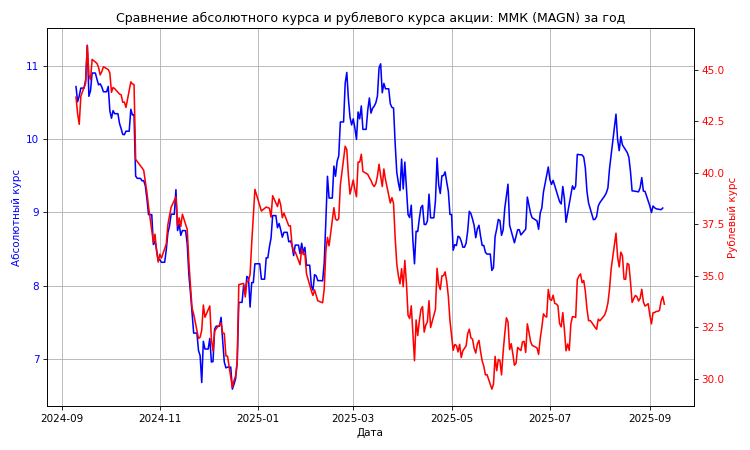 Сравнение абсолютного курса и рублевого курса акции: ММК (MAGN) за год
Абсолютный курс
11
10
9
8
7
45.0
42.5
40.0
37.5
35.0
32.5
30.0
Рублевый курс
2024-09 2024-11 2025-01 2025-03 2025-05 2025-07 2025-09
Дата